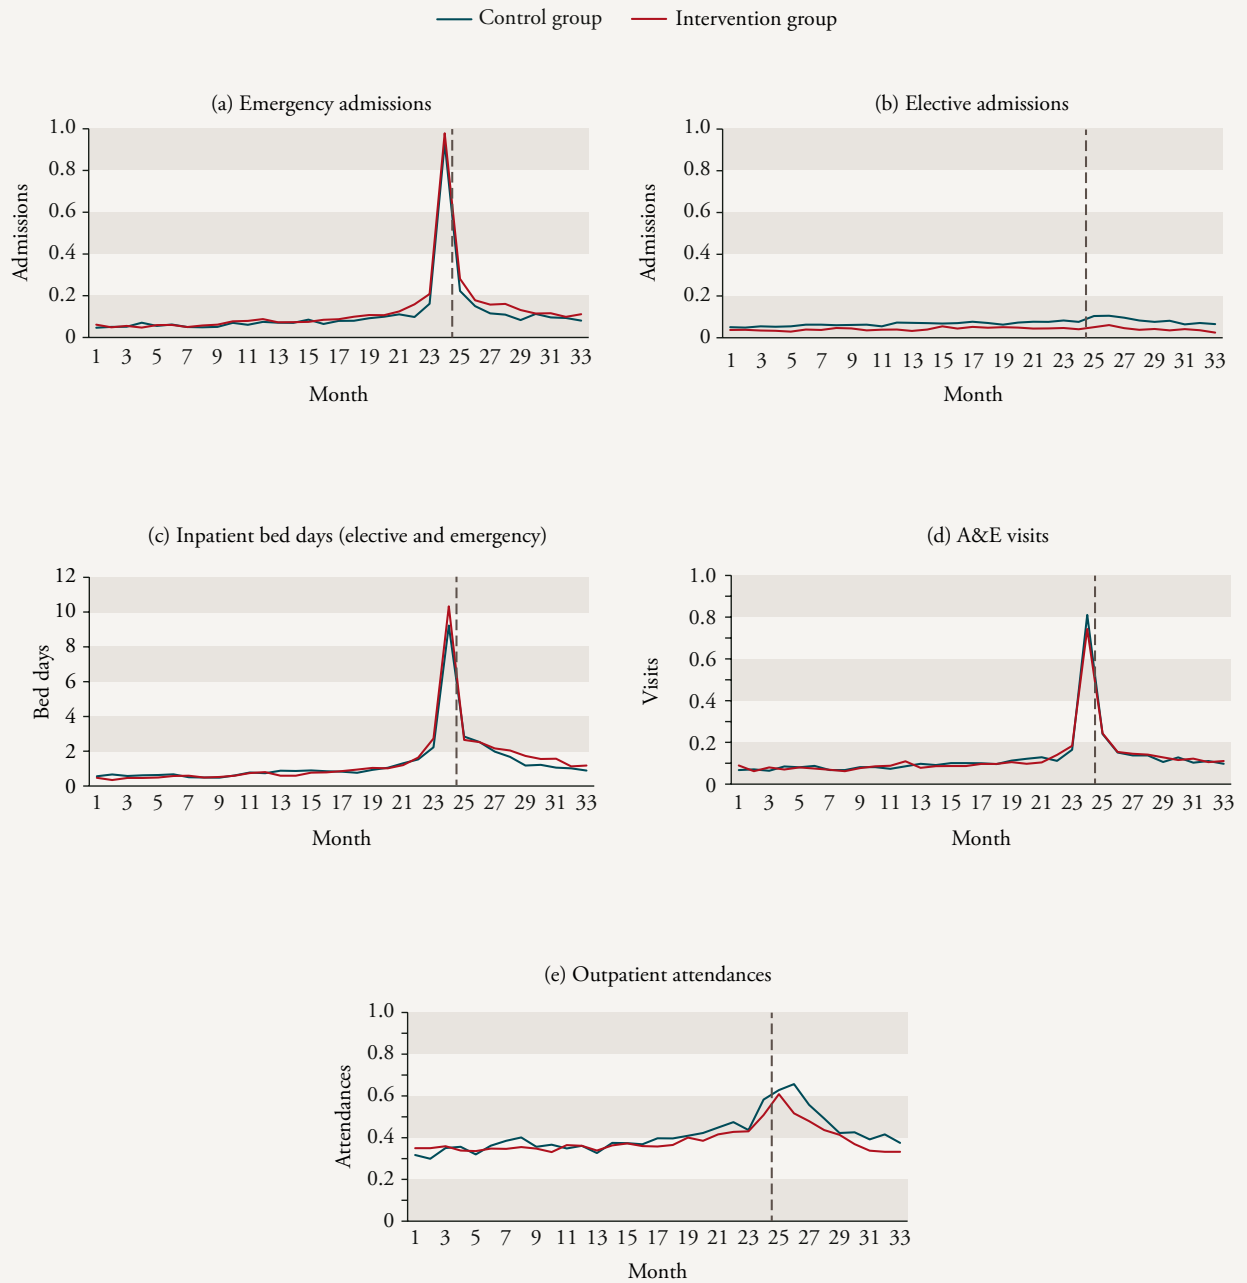 Control group Intervention group
(a) Emergency admissions
1.0
0.8
0.6
0.4
0.2
0
Admissions
1 3 5 7 9 11 13 15 17 19 21 23 25 27 29 31 33
Month
(b) Elective admissions
1.0
0.8
0.6
0.4
0.2
0
Admissions
1 3 5 7 9 11 13 15 17 19 21 23 25 27 29 31 33
Month
(c) Inpatient bed days (elective and emergency)
12
10
8
6
4
2
0
Bed days
1 3 5 7 9 11 13 15 17 19 21 23 25 27 29 31 33
Month
(d) A&E visits
1.0
0.8
0.6
0.4
0.2
0
Visits
1 3 5 7 9 11 13 15 17 19 21 23 25 27 29 31 33
Month
(e) Outpatient attendances
1.0
0.8
0.6
0.4
0.2
0
Attendances
1 3 5 7 9 11 13 15 17 19 21 23 25 27 29 31 33
Month